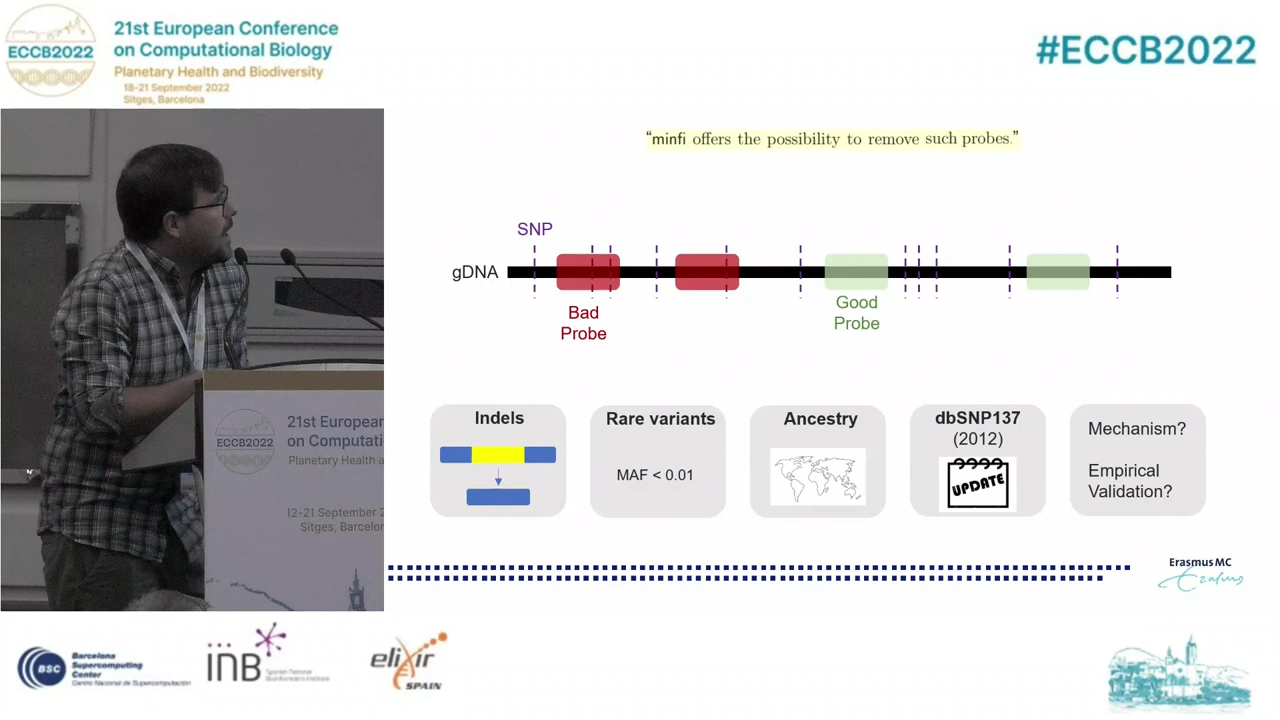 ECCB2022
21st European Conference
on Computational Biology
Planetary Health and Biodiversity
18-21 September 2022
Sitges, Barcelona
#ECCB2022
“minfi offers the possibility to remove such probes.”
SNP
gDNA
Bad
Probe
Good
Probe
Indels
Rare variants
MAF < 0.01
Ancestry
dbSNP137
(2012)
UPDATE
Mechanism?
Empirical
Validation?
Erasmus MC
Erasmus
ECCB2022
21st European
on Computati
Planetary Health a
12-21 September 2
Sitges, Barcelor
BSC
Barcelona
Supercomputing
Center
Centro Nacional de Supercomputación
INB
Spanish National
Bioinformatics Institute
elixir
SPAIN